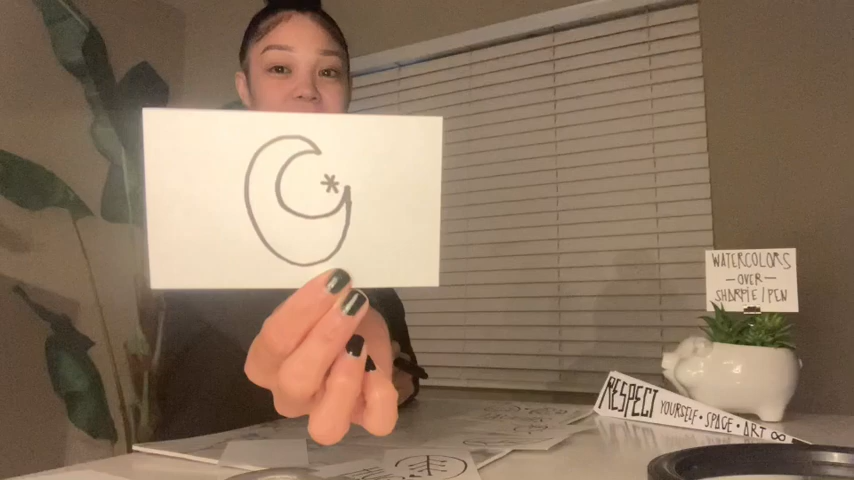 WATERCOLORS
- OVER -
SHARPIE/PEN
RESPECT YOURSELF • SPACE • ART ∞